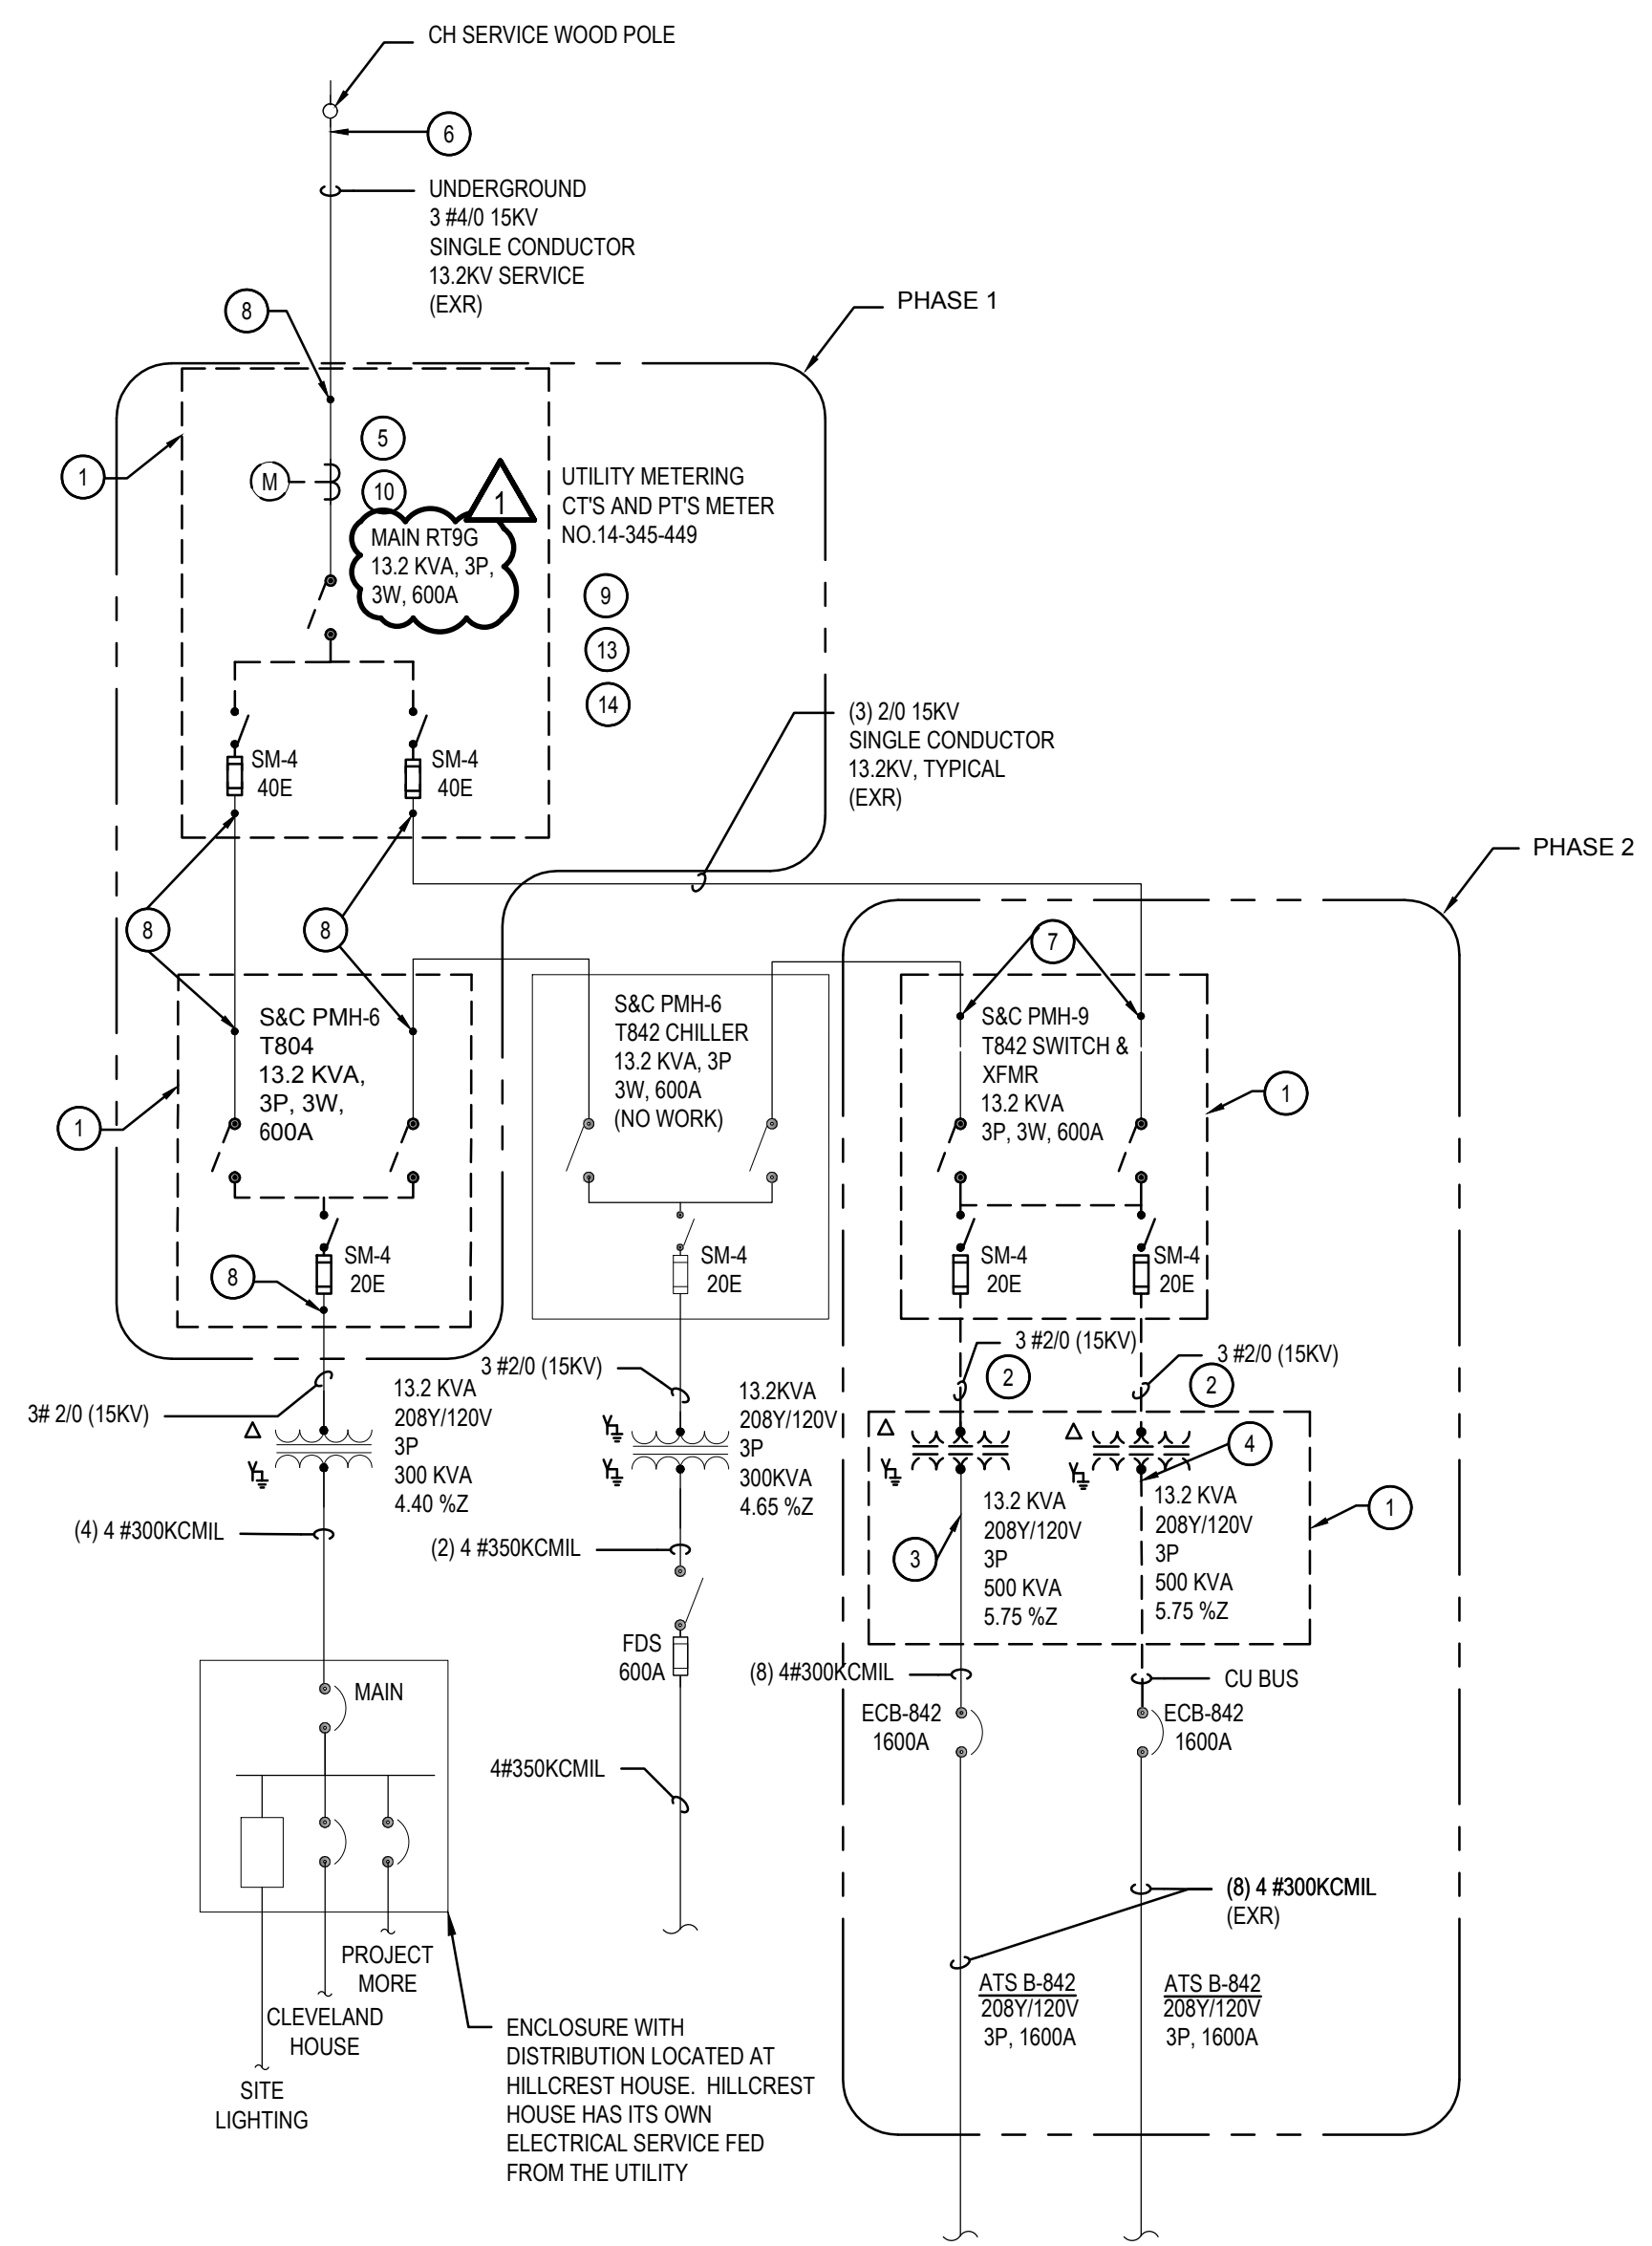 CH SERVICE WOOD POLE
6
UNDERGROUND
3 #4/0 15KV
SINGLE CONDUCTOR
13.2KV SERVICE
(EXR)
8
PHASE 1
1
5
M
10
1
MAIN RT9G
13.2 KVA, 3P,
3W, 600A
UTILITY METERING
CT'S AND PT'S METER
NO.14-345-449
9
13
14
SM-4
40E
SM-4
40E
(3) 2/0 15KV
SINGLE CONDUCTOR
13.2KV, TYPICAL
(EXR)
PHASE 2
8
8
7
S&C PMH-6
T804
13.2 KVA,
3P, 3W,
600A
1
S&C PMH-6
T842 CHILLER
13.2 KVA, 3P
3W, 600A
(NO WORK)
S&C PMH-9
T842 SWITCH &
XFMR
13.2 KVA
3P, 3W, 600A
1
8
SM-4
20E
SM-4
20E
SM-4
20E
SM-4
20E
3# 2/0 (15KV)
13.2 KVA
208Y/120V
3P
300 KVA
4.40 %Z
3 #2/0 (15KV)
13.2KVA
208Y/120V
3P
300KVA
4.65 %Z
3 #2/0 (15KV)
2
3 #2/0 (15KV)
2
Δ
Y
Y
Y
Δ
Y
Δ
Y
4
3
13.2 KVA
208Y/120V
3P
500 KVA
5.75 %Z
13.2 KVA
208Y/120V
3P
500 KVA
5.75 %Z
1
(4) 4 #300KCMIL
(2) 4 #350KCMIL
FDS
600A
(8) 4#300KCMIL
CU BUS
ECB-842
1600A
ECB-842
1600A
MAIN
4#350KCMIL
(8) 4 #300KCMIL
(EXR)
PROJECT
MORE
CLEVELAND
HOUSE
SITE
LIGHTING
ENCLOSURE WITH
DISTRIBUTION LOCATED AT
HILLCREST HOUSE. HILLCREST
HOUSE HAS ITS OWN
ELECTRICAL SERVICE FED
FROM THE UTILITY
ATS B-842
208Y/120V
3P, 1600A
ATS B-842
208Y/120V
3P, 1600A